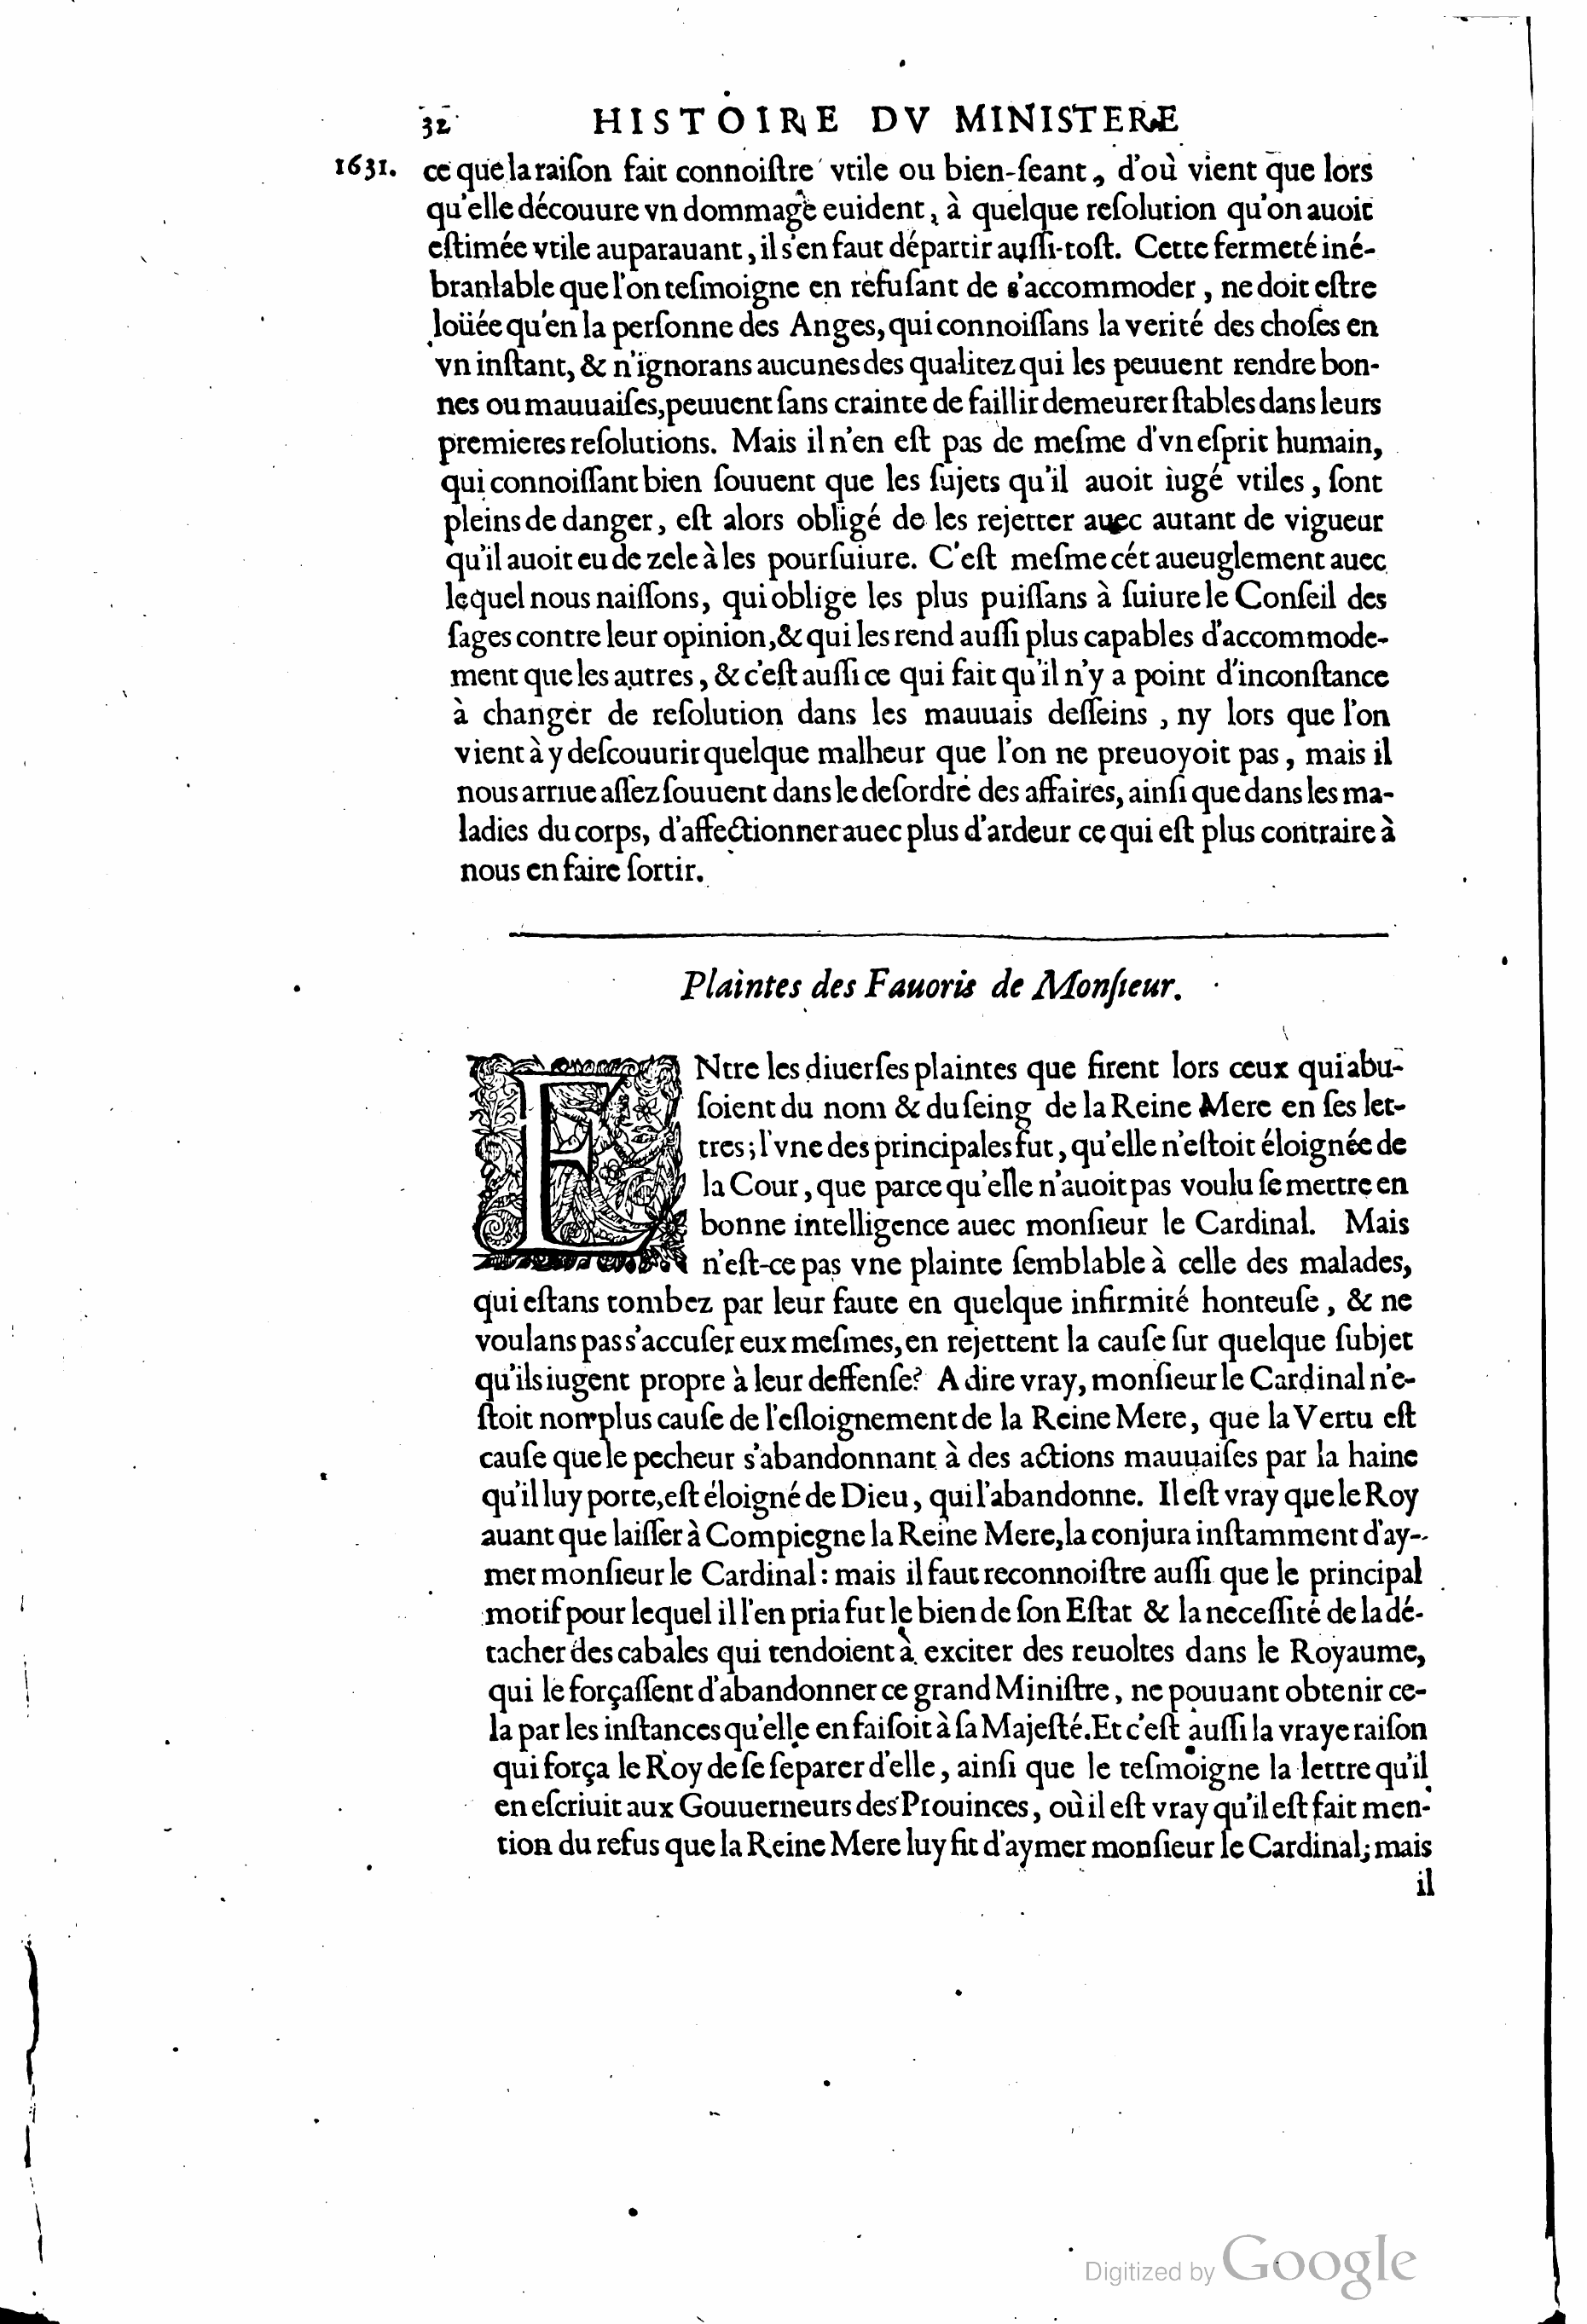 32 HISTOIRE DV MINISTERE
1631. ce que la raiſon fait connoiſtre vtile ou bien-ſeant, d'où vient que lors
qu'elle découure vn dommage euident, à quelque reſolution qu'on auoit
eſtimée vtile auparauant, il s'en faut départir auſſi-toſt. Cette fermeté iné-
branlable que l'on teſmoigne en refuſant de s'accommoder, ne doit eſtre
loüée qu'en la perſonne des Anges, qui connoiſſans la verité des choſes en
vn inſtant, & n'ignorans aucunes des qualitez qui les peuuent rendre bon-
nes ou mauuaiſes, peuuent ſans crainte de faillir demeurer ſtables dans leurs
premieres reſolutions. Mais il n'en eſt pas de meſme d'vn eſprit humain,
qui connoiſſant bien ſouuent que les ſujets qu'il auoit iugé vtiles, ſont
pleins de danger, eſt alors obligé de les rejetter auec autant de vigueur
qu'il auoit eu de zele à les pourſuiure. C'eſt meſme cét aueuglement auec
lequel nous naiſſons, qui oblige les plus puiſſans à ſuiure le Conſeil des
ſages contre leur opinion, & qui les rend auſſi plus capables d'accommode-
ment que les autres, & c'eſt auſſi ce qui fait qu'il n'y a point d'inconſtance
à changer de reſolution dans les mauuais deſſeins, ny lors que l'on
vient à y deſcouurir quelque malheur que l'on ne preuoyoit pas, mais il
nous arriue aſſez ſouuent dans le deſordre des affaires, ainſi que dans les ma-
ladies du corps, d'affectionner auec plus d'ardeur ce qui eſt plus contraire à
nous en faire ſortir.
Plaintes des Fauoris de Monſieur.
ENtre les diuerſes plaintes que firent lors ceux qui abu-
ſoient du nom & du ſeing de la Reine Mere en ſes let-
tres; l'vne des principales fut, qu'elle n'eſtoit éloignée de
la Cour, que parce qu'elle n'auoit pas voulu ſe mettre en
bonne intelligence auec monſieur le Cardinal. Mais
n'eſt-ce pas vne plainte ſemblable à celle des malades,
qui eſtans tombez par leur faute en quelque infirmité honteuſe, & ne
voulans pas s'accuſer eux meſmes, en rejettent la cauſe ſur quelque ſubjet
qu'ils iugent propre à leur deffenſe? A dire vray, monſieur le Cardinal n'e-
ſtoit non plus cauſe de l'eſloignement de la Reine Mere, que la Vertu eſt
cauſe que le pecheur s'abandonnant à des actions mauuaiſes par la haine
qu'il luy porte, eſt éloigné de Dieu, qui l'abandonne. Il eſt vray que le Roy
auant que laiſſer à Compiegne la Reine Mere, la conjura inſtamment d'ay-
mer monſieur le Cardinal: mais il faut reconnoiſtre auſſi que le principal
motif pour lequel il l'en pria fut le bien de ſon Eſtat & la neceſſité de la dé-
tacher des cabales qui tendoient à exciter des reuoltes dans le Royaume,
qui le forçaſſent d'abandonner ce grand Miniſtre, ne pouuant obtenir ce-
la par les inſtances qu'elle en faiſoit à ſa Majeſté. Et c'eſt auſſi la vraye raiſon
qui força le Roy de ſe ſeparer d'elle, ainſi que le teſmoigne la lettre qu'il
en eſcriuit aux Gouuerneurs des Prouinces, où il eſt vray qu'il eſt fait men-
tion du refus que la Reine Mere luy fit d'aymer monſieur le Cardinal; mais
il
Digitized by Google